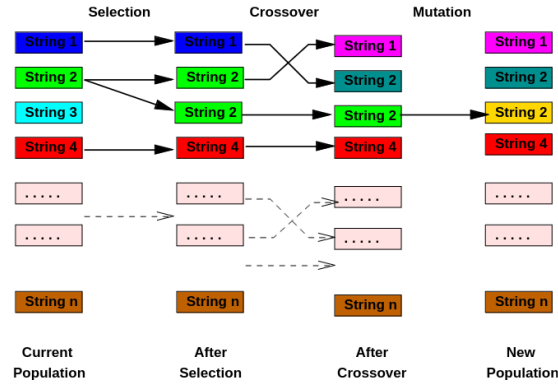 Selection Crossover Mutation
String 1 String 1 String 1 String 1
String 2 String 2 String 2 String 2
String 3 String 2 String 2 String 2
String 4 String 4 String 4 String 4
. . . . . . . . . . . . . . . . . . . .
. . . . . . . . . . . . . . . . . . . .
String n String n String n String n
Current After After New
Population Selection Crossover Population